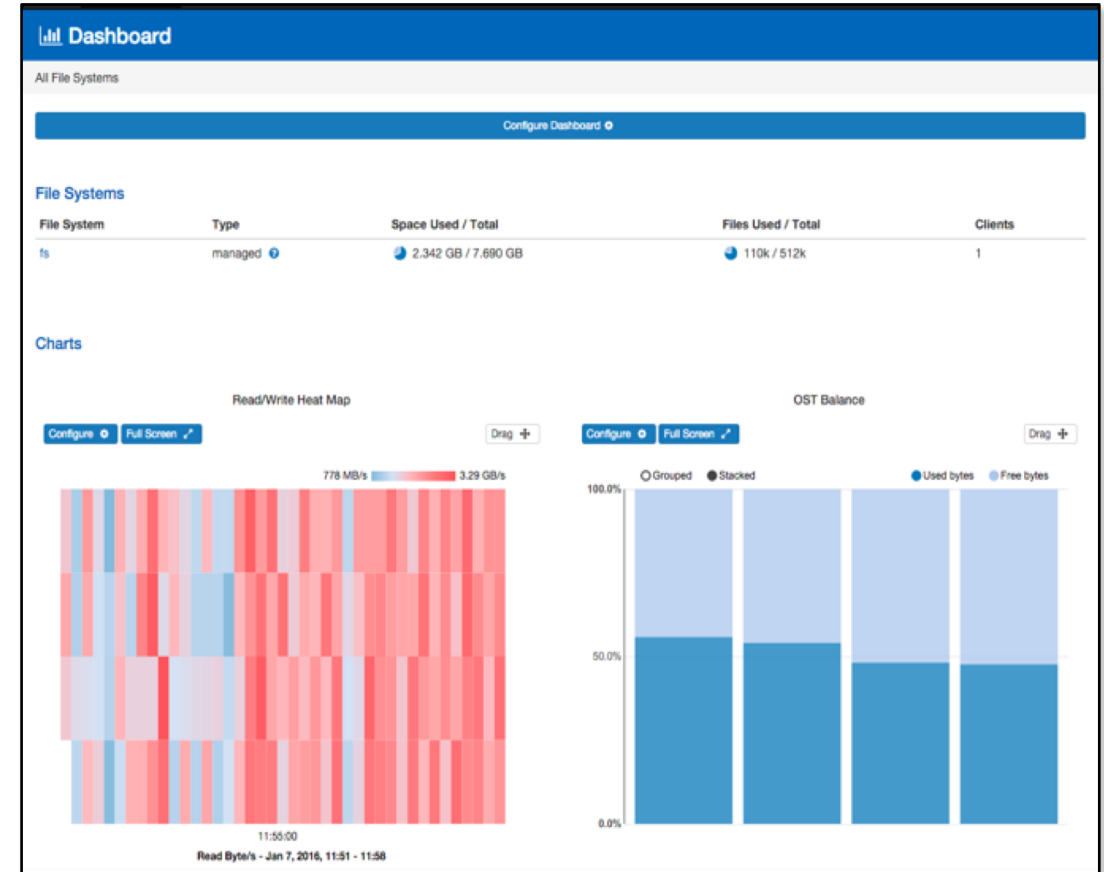 Dashboard
All File Systems
Configure Dashboard
File Systems
File System Type Space Used / Total Files Used / Total Clients
fs managed 2.342 GB / 7.690 GB 110k / 512k 1
Charts
Read/Write Heat Map
Configure Full Screen Drag
778 MB/s 3.29 GB/s
11:55:00
Read Byte/s - Jan 7, 2016, 11:51 - 11:58
OST Balance
Configure Full Screen Drag
Grouped Stacked Used bytes Free bytes
100.0%
50.0%
0.0%